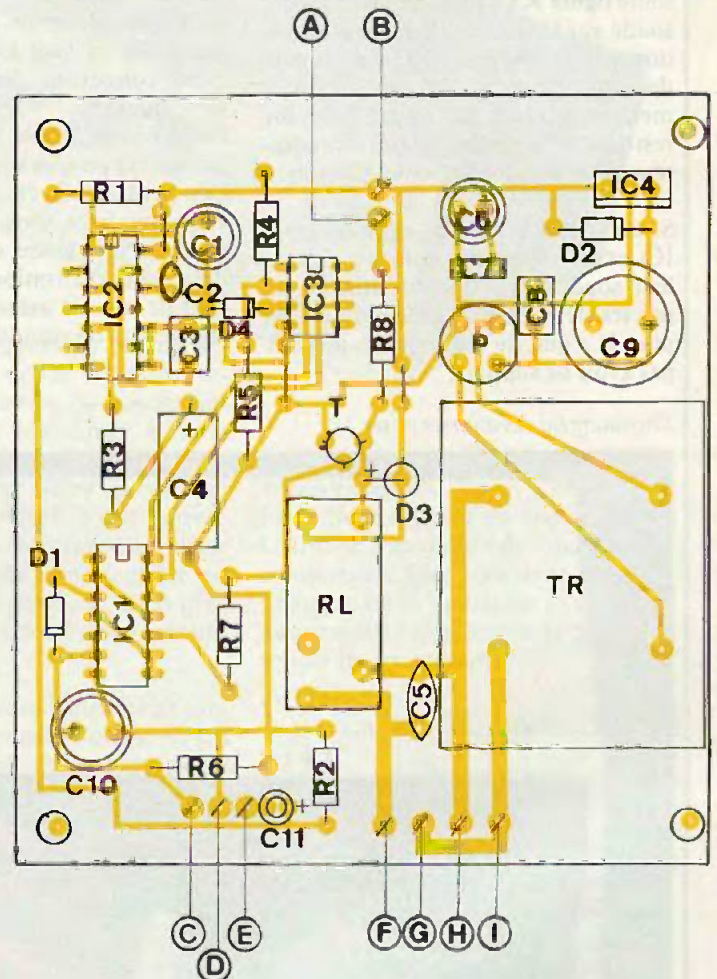 A
B
R1
IC4
C6
C1
R4
D2
C7
IC2
C2
IC3
C8
D4
R8
P
C9
C3
R5
T
+
R3
C4
+
D3
D1
TR
RL
IC1
R7
C5
R6
R2
C10
+
C11
C
D
E
F
G
H
I